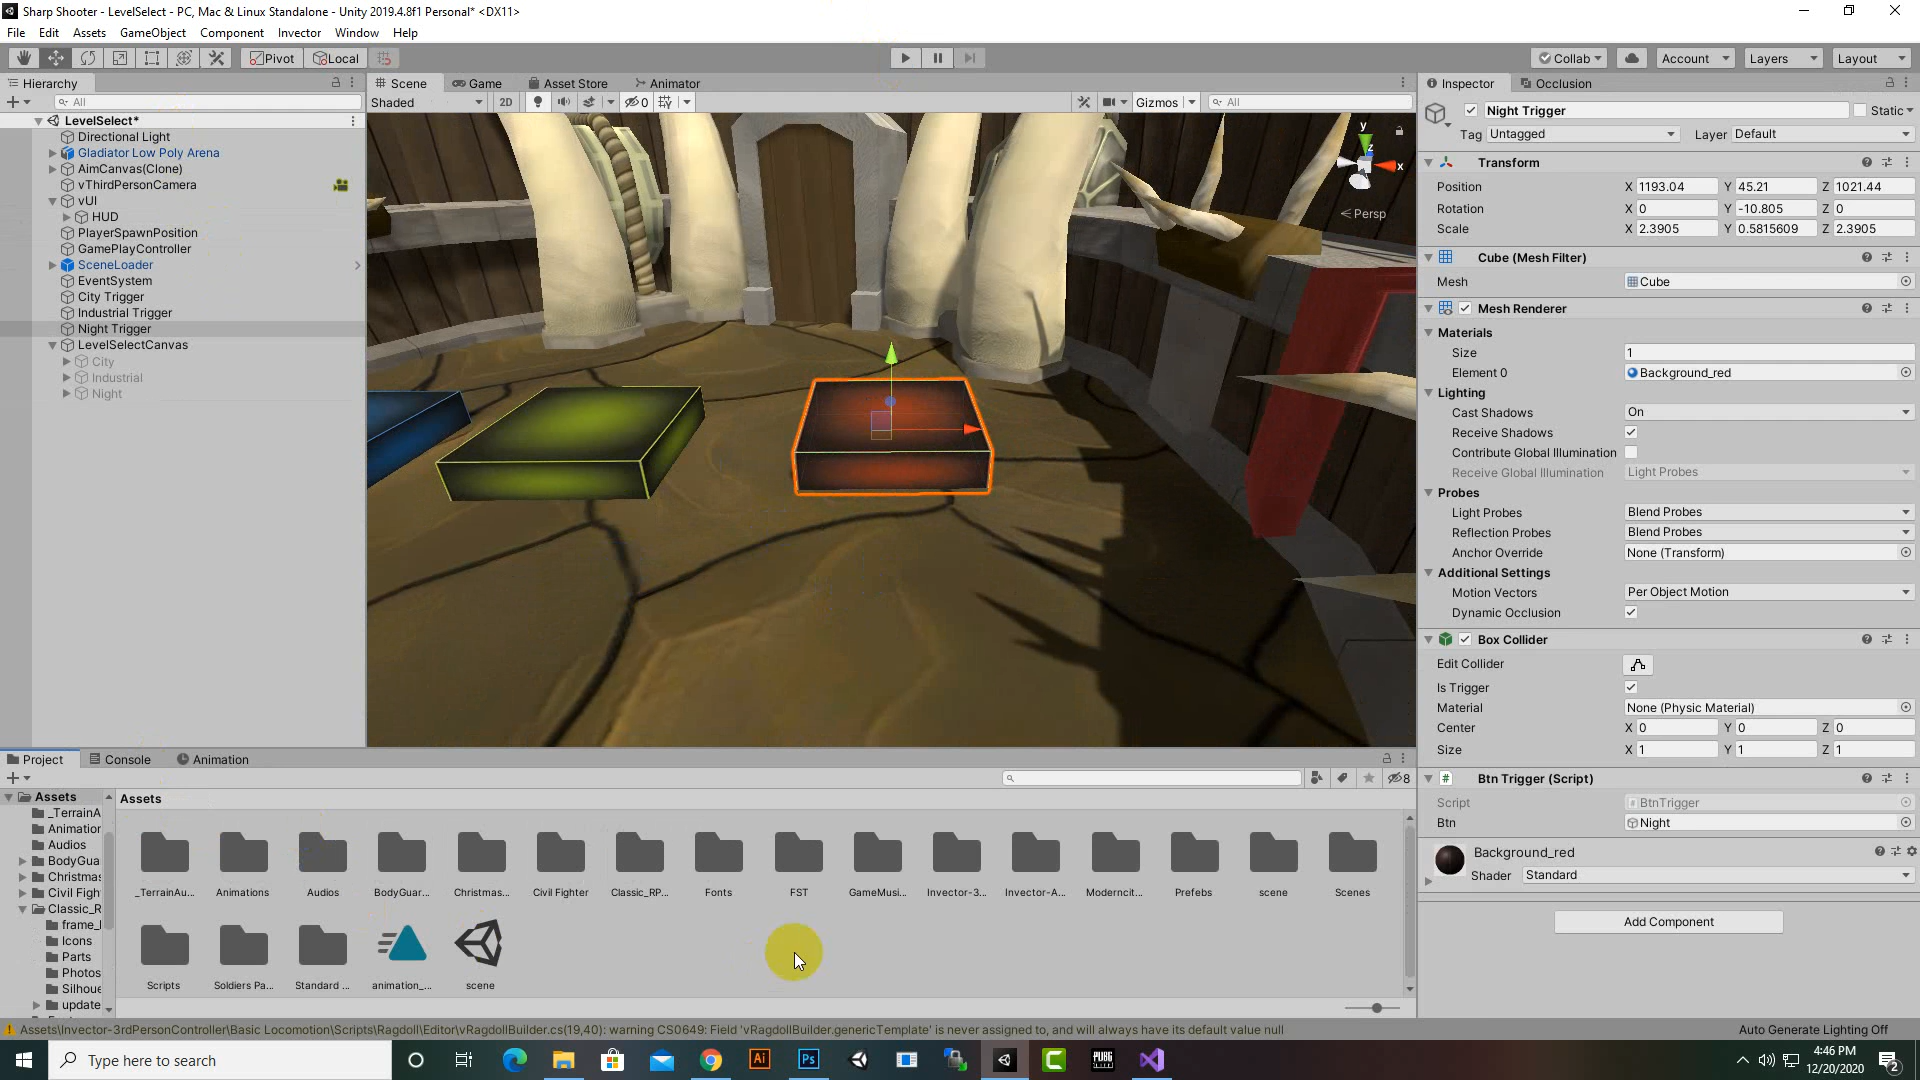 Sharp Shooter - LevelSelect - PC, Mac & Linux Standalone - Unity 2019.4.8f1 Personal* <DX11>
File Edit Assets GameObject Component Invector Window Help
Pivot Local Collab Account Layers Layout
Hierarchy
All
LevelSelect*
Directional Light
Gladiator Low Poly Arena
AimCanvas(Clone)
vThirdPersonCamera
vUI
HUD
PlayerSpawnPosition
GamePlayController
SceneLoader
EventSystem
City Trigger
Industrial Trigger
Night Trigger
LevelSelectCanvas
City
Industrial
Night
Scene Game Asset Store Animator
Shaded 2D 0 Gizmos All
y
z
x
Persp
Inspector Occlusion
Night Trigger Static
Tag Untagged Layer Default
Transform
Position X 1193.04 Y 45.21 Z 1021.44
Rotation X 0 Y -10.805 Z 0
Scale X 2.3905 Y 0.5815609 Z 2.3905
Cube (Mesh Filter)
Mesh Cube
Mesh Renderer
Materials
Size 1
Element 0 Background_red
Lighting
Cast Shadows On
Receive Shadows
Contribute Global Illumination
Receive Global Illumination Light Probes
Probes
Light Probes Blend Probes
Reflection Probes Blend Probes
Anchor Override None (Transform)
Additional Settings
Motion Vectors Per Object Motion
Dynamic Occlusion
Box Collider
Edit Collider
Is Trigger
Material None (Physic Material)
Center X 0 Y 0 Z 0
Size X 1 Y 1 Z 1
Btn Trigger (Script)
Script BtnTrigger
Btn Night
Background_red
Shader Standard
Add Component
Project Console Animation
8
Assets
_TerrainA
Animation
Audios
BodyGua
Christmas
Civil Figh
Classic_R
frame_
Icons
Parts
Photos
Silhoue
update
Assets
_TerrainAu... Animations Audios BodyGuar... Christmas... Civil Fighter Classic_RP... Fonts FST GameMusi... Invector-3... Invector-A... Moderncit... Prefebs scene Scenes
Scripts Soldiers Pa... Standard ... animation_... scene
Assets\Invector-3rdPersonController\Basic Locomotion\Scripts\Ragdoll\Editor\vRagdollBuilder.cs(19,40): warning CS0649: Field 'vRagdollBuilder.genericTemplate' is never assigned to, and will always have its default value null
Auto Generate Lighting Off
Type here to search
Ai
Ps
PUBG
4:46 PM
12/20/2020
2